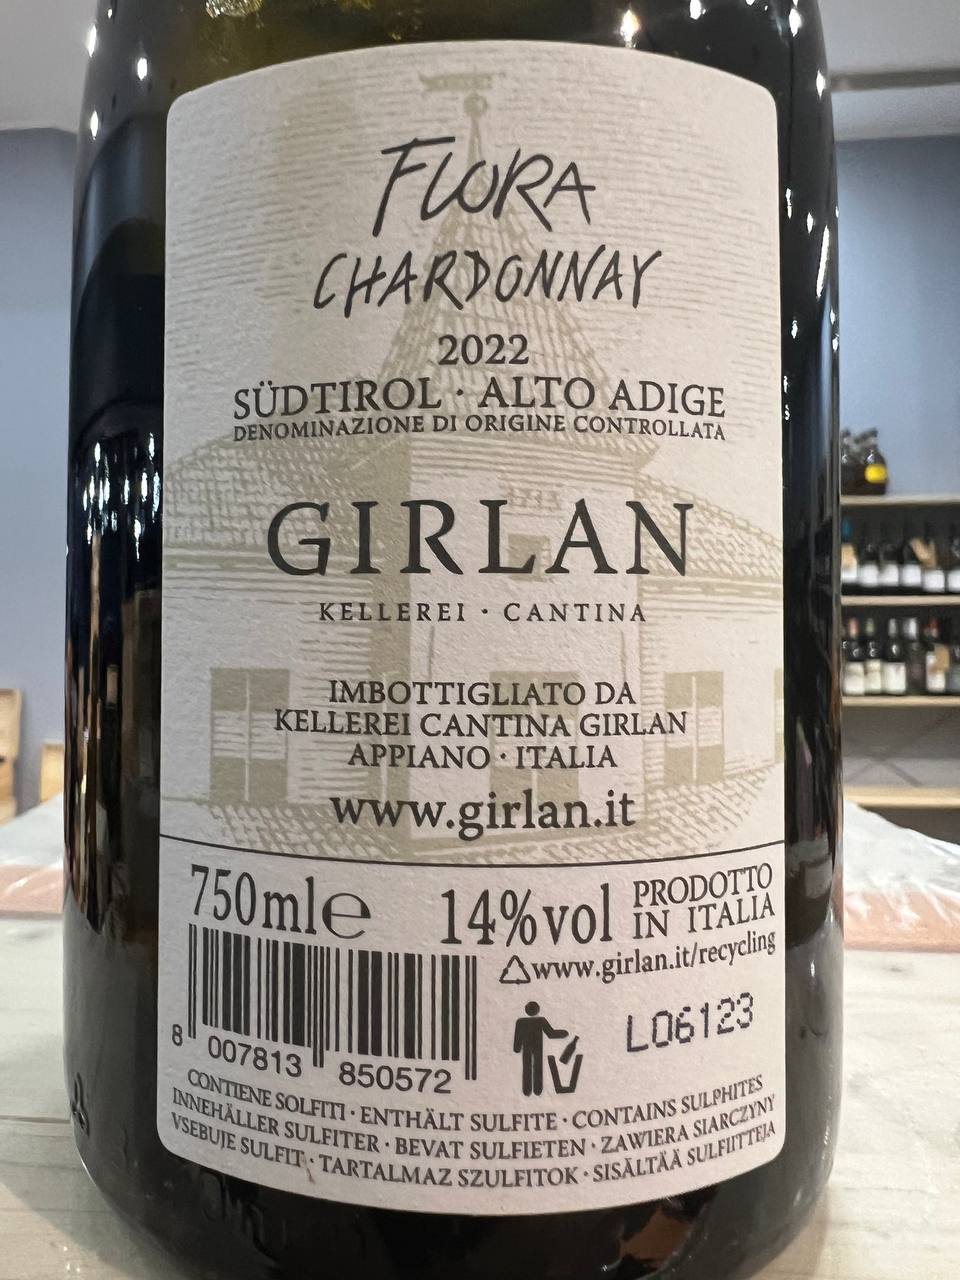 FLORA
CHARDONNAY
2022
SÜDTIROL · ALTO ADIGE
DENOMINAZIONE DI ORIGINE CONTROLLATA
GIRLAN
KELLEREI · CANTINA
IMBOTTIGLIATO DA
KELLEREI CANTINA GIRLAN
APPIANO · ITALIA
www.girlan.it
750ml℮ 14%vol PRODOTTO
IN ITALIA
www.girlan.it/recycling
L06123
8 007813 850572
CONTIENE SOLFITI · ENTHÄLT SULFITE · CONTAINS SULPHITES
INNEHÅLLER SULFITER · BEVAT SULFIETEN · ZAWIERA SIARCZYNY
VSEBUJE SULFIT · TARTALMAZ SZULFITOK · SISÄLTÄÄ SULFIITTEJA